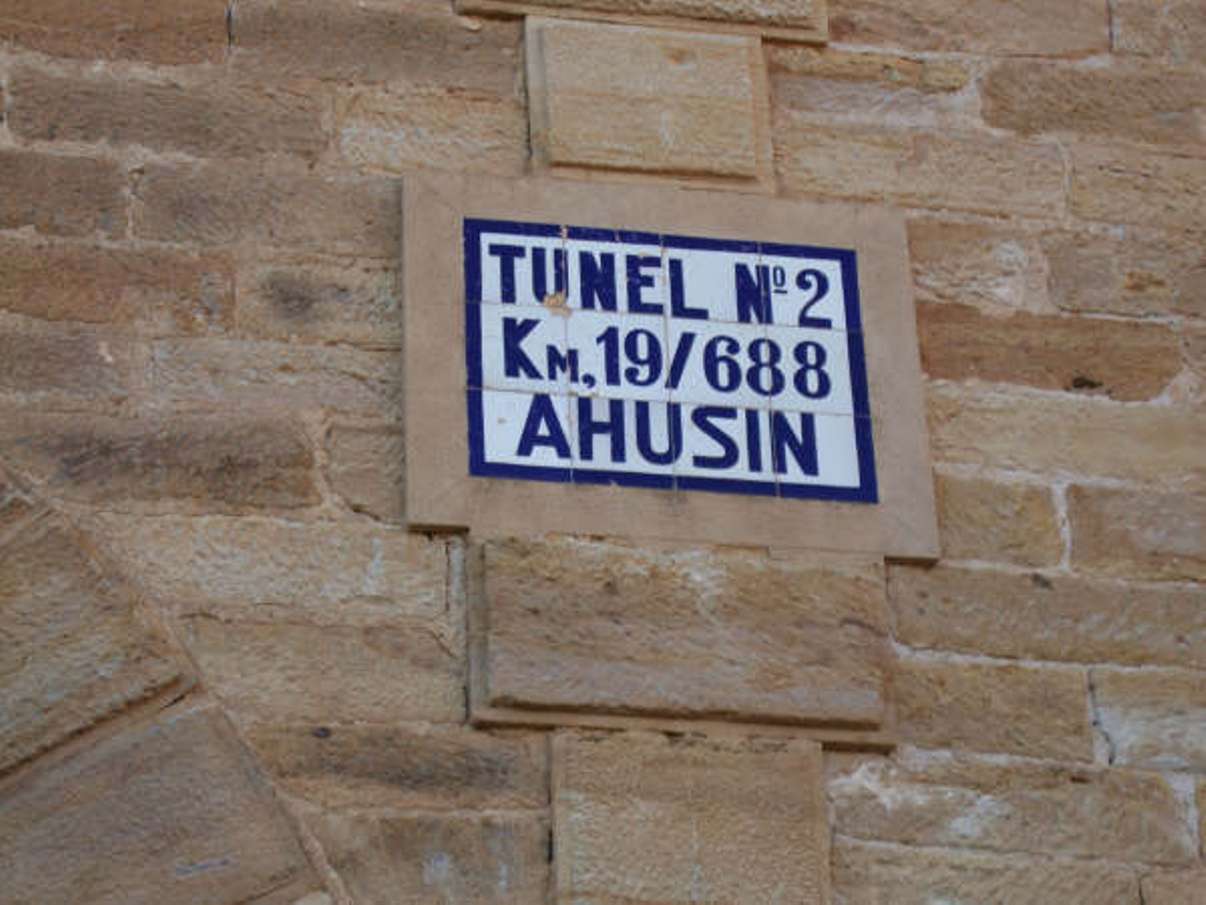 TUNEL Nº 2
KM, 19/688
AHUSIN